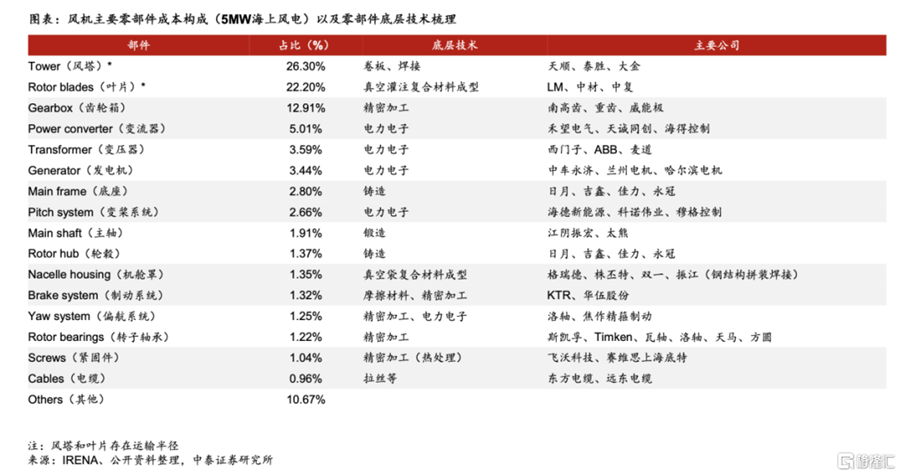 图表：风机主要零部件成本构成（5MW海上风电）以及零部件底层技术梳理
部件 占比（%） 底层技术 主要公司
Tower（风塔）* 26.30% 卷板、焊接 天顺、泰胜、大金
Rotor blades（叶片）* 22.20% 真空灌注复合材料成型 LM、中材、中复
Gearbox（齿轮箱） 12.91% 精密加工 南高齿、重齿、威能极
Power converter（变流器） 5.01% 电力电子 禾望电气、天诚同创、海得控制
Transformer（变压器） 3.59% 电力电子 西门子、ABB、麦道
Generator（发电机） 3.44% 电力电子 中车永济、兰州电机、哈尔滨电机
Main frame（底座） 2.80% 铸造 日月、吉鑫、佳力、永冠
Pitch system（变桨系统） 2.66% 电力电子 海德新能源、科诺伟业、穆格控制
Main shaft（主轴） 1.91% 锻造 江阴振宏、太熊
Rotor hub（轮毂） 1.37% 铸造 日月、吉鑫、佳力、永冠
Nacelle housing（机舱罩） 1.35% 真空袋复合材料成型 格瑞德、株丕特、双一、振江（钢结构拼装焊接）
Brake system（制动系统） 1.32% 摩擦材料、精密加工 KTR、华伍股份
Yaw system（偏航系统） 1.25% 精密加工、电力电子 洛轴、焦作精箍制动
Rotor bearings（转子轴承） 1.22% 精密加工 斯凯孚、Timken、瓦轴、洛轴、天马、方圆
Screws（紧固件） 1.04% 精密加工（热处理） 飞沃科技、赛维思上海底特
Cables（电缆） 0.96% 拉丝等 东方电缆、远东电缆
Others（其他） 10.67%
注：风塔和叶片存在运输半径
来源：IRENA、公开资料整理，中泰证券研究所
格隆汇